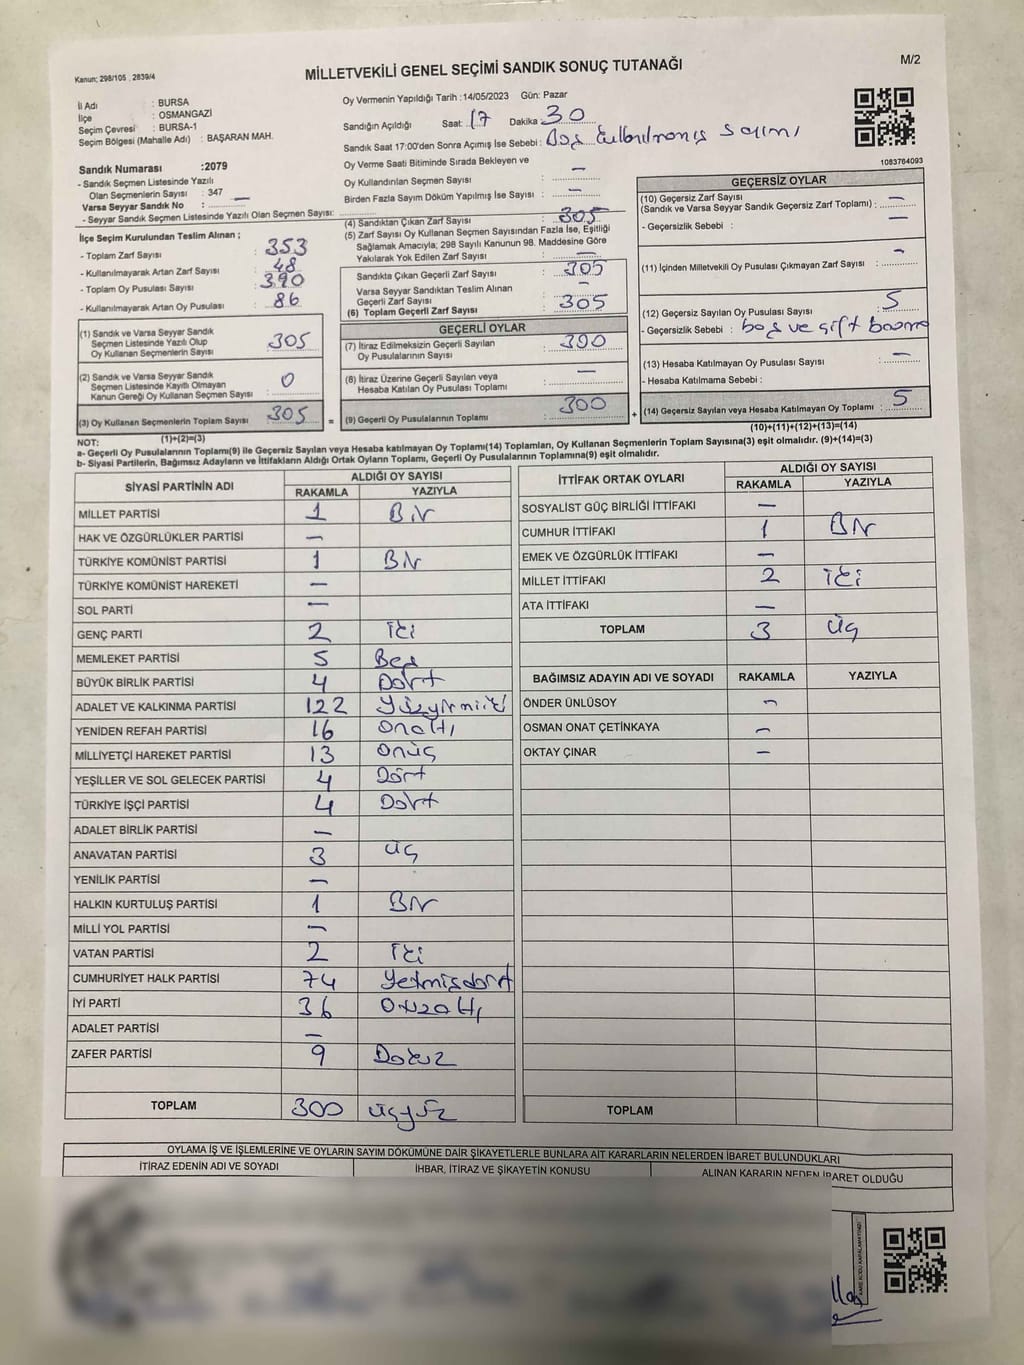 Kanun; 298/105 , 2839/4
MİLLETVEKİLİ GENEL SEÇİMİ SANDIK SONUÇ TUTANAĞI
M/2
İl Adı : BURSA
İlçe : OSMANGAZİ
Seçim Çevresi : BURSA-1
Seçim Bölgesi (Mahalle Adı) : BAŞARAN MAH.
Sandık Numarası :2079
- Sandık Seçmen Listesinde Yazılı
Olan Seçmenlerin Sayısı : 347
Varsa Seyyar Sandık No : —
- Seyyar Sandık Seçmen Listesinde Yazılı Olan Seçmen Sayısı:
Oy Vermenin Yapıldığı Tarih :14/05/2023 Gün: Pazar
Sandığın Açıldığı Saat: 17 Dakika 30
Sandık Saat 17:00'den Sonra Açımış İse Sebebi : Boş kullanılmamış sayımı
Oy Verme Saati Bitiminde Sırada Bekleyen ve
Oy Kullandırılan Seçmen Sayısı : —
Birden Fazla Sayım Döküm Yapılmış İse Sayısı : —
1083784093
İlçe Seçim Kurulundan Teslim Alınan ;
- Toplam Zarf Sayısı : 353
- Kullanılmayarak Artan Zarf Sayısı : 48
- Toplam Oy Pusulası Sayısı : 390
- Kullanılmayarak Artan Oy Pusulası : 86
(1) Sandık ve Varsa Seyyar Sandık
Seçmen Listesinde Yazılı Olup
Oy Kullanan Seçmenlerin Sayısı : 305
(2) Sandık ve Varsa Seyyar Sandık
Seçmen Listesinde Kayıtlı Olmayan
Kanun Gereği Oy Kullanan Seçmen Sayısı : 0
(3) Oy Kullanan Seçmenlerin Toplam Sayısı : 305
(1)+(2)=(3)
(4) Sandıktan Çıkan Zarf Sayısı : 305
(5) Zarf Sayısı Oy Kullanan Seçmen Sayısından Fazla İse, Eşitliği
Sağlamak Amacıyla; 298 Sayılı Kanunun 98. Maddesine Göre
Yakılarak Yok Edilen Zarf Sayısı : —
Sandıkta Çıkan Geçerli Zarf Sayısı : 305
Varsa Seyyar Sandıktan Teslim Alınan
Geçerli Zarf Sayısı : —
(6) Toplam Geçerli Zarf Sayısı : 305
GEÇERLİ OYLAR
(7) İtiraz Edilmeksizin Geçerli Sayılan
Oy Pusulalarının Sayısı : 300
(8) İtiraz Üzerine Geçerli Sayılan veya
Hesaba Katılan Oy Pusulası Toplamı : —
= (9) Geçerli Oy Pusulalarının Toplamı : 300
GEÇERSİZ OYLAR
(10) Geçersiz Zarf Sayısı
(Sandık ve Varsa Seyyar Sandık Geçersiz Zarf Toplamı) : —
- Geçersizlik Sebebi : —
(11) İçinden Milletvekili Oy Pusulası Çıkmayan Zarf Sayısı : —
(12) Geçersiz Sayılan Oy Pusulası Sayısı : 5
- Geçersizlik Sebebi : boş ve çift basma
(13) Hesaba Katılmayan Oy Pusulası Sayısı : —
- Hesaba Katılmama Sebebi :
+ (14) Geçersiz Sayılan veya Hesaba Katılmayan Oy Toplamı : 5
(10)+(11)+(12)+(13)=(14)
NOT:
a- Geçerli Oy Pusulalarının Toplamı(9) ile Geçersiz Sayılan veya Hesaba katılmayan Oy Toplamı(14) Toplamları, Oy Kullanan Seçmenlerin Toplam Sayısına(3) eşit olmalıdır. (9)+(14)=(3)
b- Siyasi Partilerin, Bağımsız Adayların ve İttifakların Aldığı Ortak Oyların Toplamı, Geçerli Oy Pusulalarının Toplamına(9) eşit olmalıdır.
SİYASİ PARTİNİN ADI ALDIĞI OY SAYISI
RAKAMLA YAZIYLA
MİLLET PARTİSİ 1 Bir
HAK VE ÖZGÜRLÜKLER PARTİSİ —
TÜRKİYE KOMÜNİST PARTİSİ 1 Bir
TÜRKİYE KOMÜNİST HAREKETİ —
SOL PARTİ —
GENÇ PARTİ 2 iki
MEMLEKET PARTİSİ 5 Beş
BÜYÜK BİRLİK PARTİSİ 4 Dört
ADALET VE KALKINMA PARTİSİ 122 Yüzyirmiiki
YENİDEN REFAH PARTİSİ 16 Onaltı
MİLLİYETÇİ HAREKET PARTİSİ 13 Onüç
YEŞİLLER VE SOL GELECEK PARTİSİ 4 Dört
TÜRKİYE İŞÇİ PARTİSİ 4 Dört
ADALET BİRLİK PARTİSİ —
ANAVATAN PARTİSİ 3 üç
YENİLİK PARTİSİ —
HALKIN KURTULUŞ PARTİSİ 1 Bir
MİLLİ YOL PARTİSİ —
VATAN PARTİSİ 2 iki
CUMHURİYET HALK PARTİSİ 74 Yetmişdört
İYİ PARTİ 36 Otuzaltı
ADALET PARTİSİ —
ZAFER PARTİSİ 9 Dokuz
TOPLAM 300 üçyüz
İTTİFAK ORTAK OYLARI ALDIĞI OY SAYISI
RAKAMLA YAZIYLA
SOSYALİST GÜÇ BİRLİĞİ İTTİFAKI —
CUMHUR İTTİFAKI 1 Bir
EMEK VE ÖZGÜRLÜK İTTİFAKI —
MİLLET İTTİFAKI 2 iki
ATA İTTİFAKI —
TOPLAM 3 üç
BAĞIMSIZ ADAYIN ADI VE SOYADI RAKAMLA YAZIYLA
ÖNDER ÜNLÜSOY —
OSMAN ONAT ÇETİNKAYA —
OKTAY ÇINAR —
TOPLAM
OYLAMA İŞ VE İŞLEMLERİNE VE OYLARIN SAYIM DÖKÜMÜNE DAİR ŞİKAYETLERLE BUNLARA AİT KARARLARIN NELERDEN İBARET BULUNDUKLARI
İTİRAZ EDENİN ADI VE SOYADI İHBAR, İTİRAZ VE ŞİKAYETİN KONUSU ALINAN KARARIN NEDEN İBARET OLDUĞU